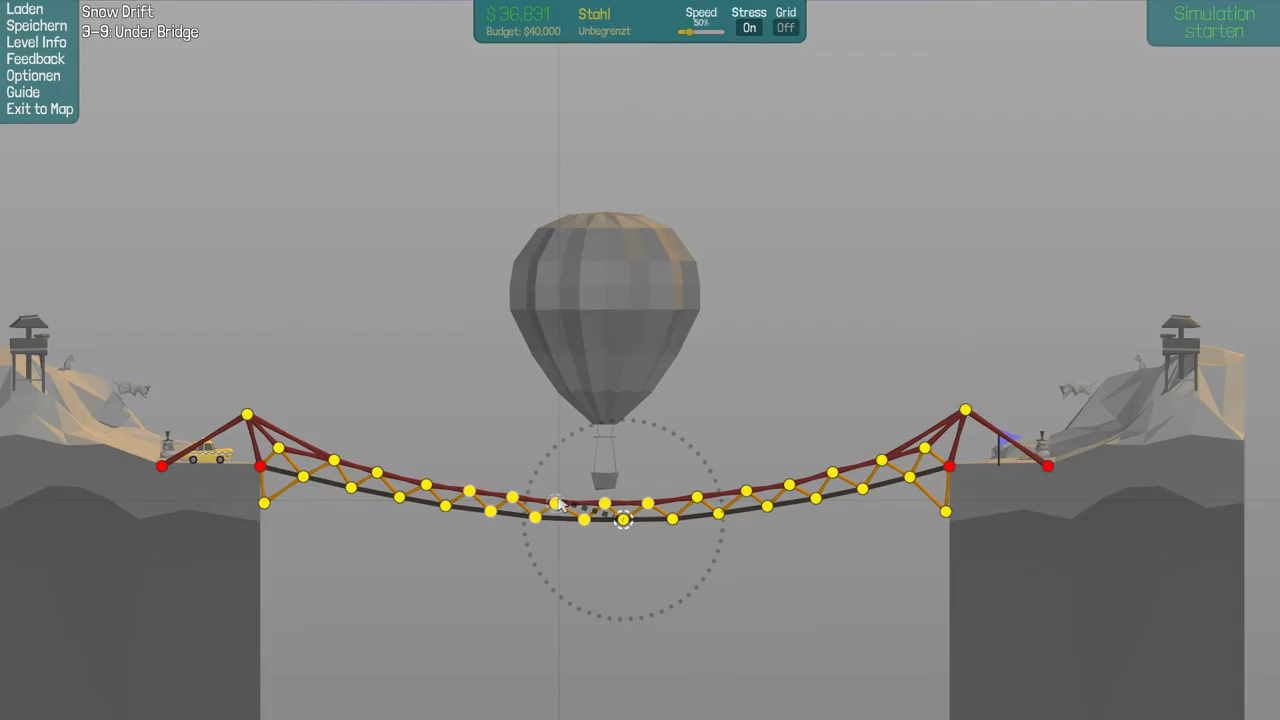 Laden
Speichern
Level Info
Feedback
Optionen
Guide
Exit to Map
Snow Drift
3-9: Under Bridge
$ 36,831
Budget: $40,000
Stahl
Unbegrenzt
Speed
50%
Stress
On
Grid
Off
Simulation
starten